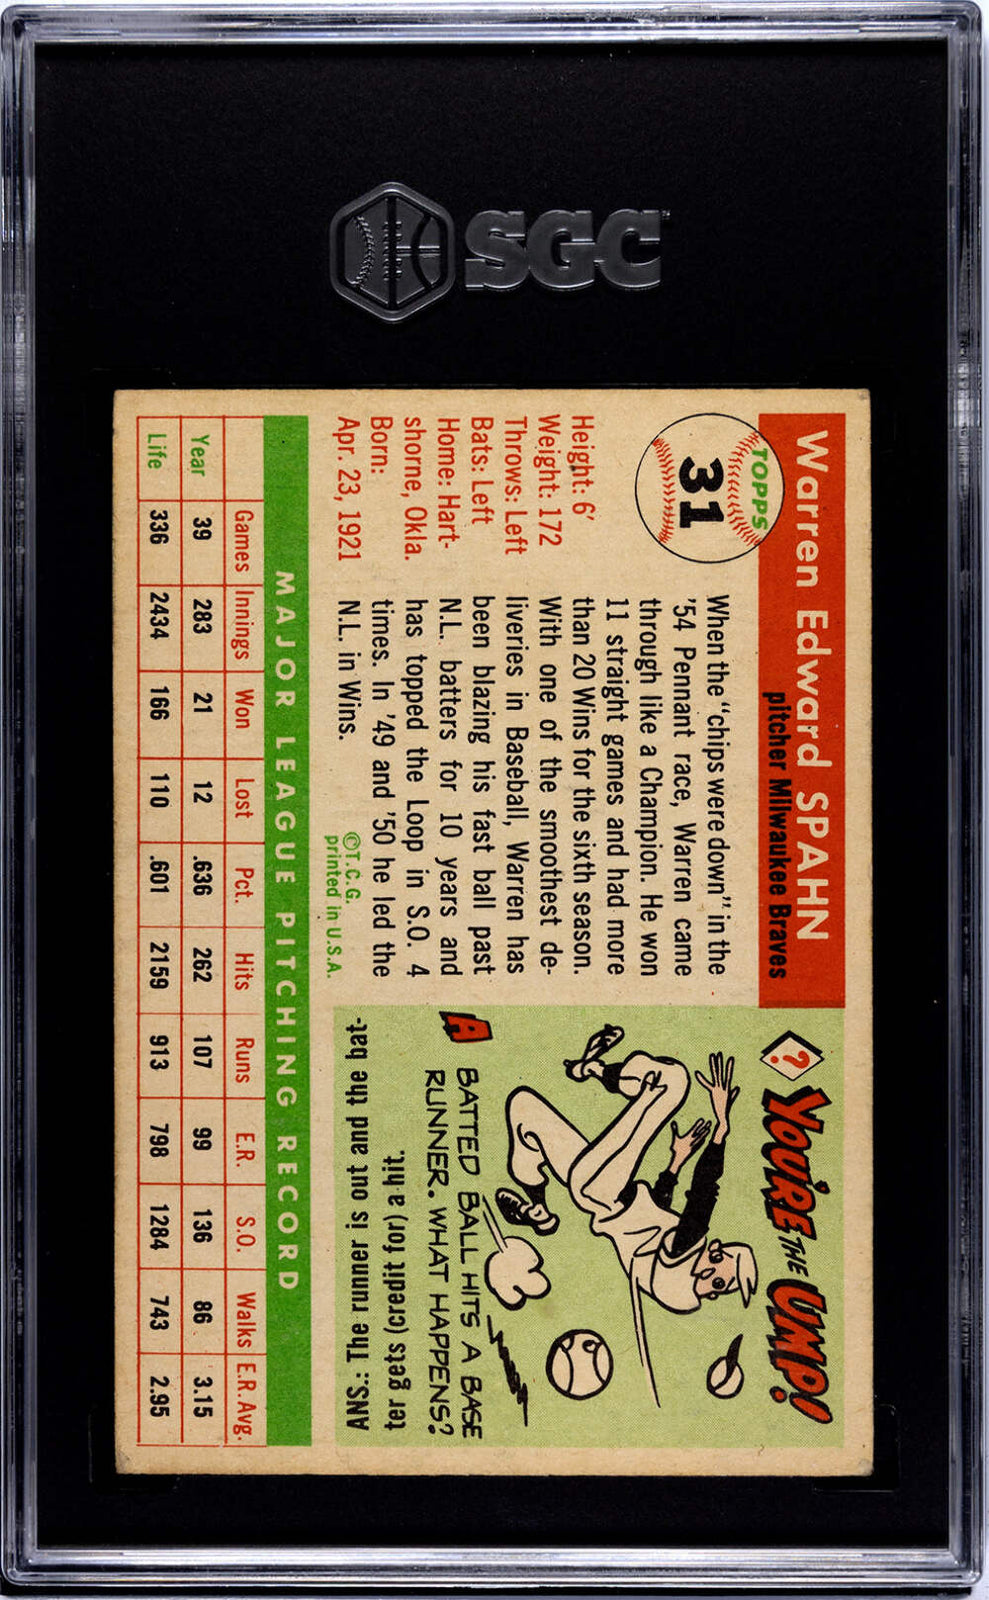 SGC
Warren Edward SPAHN
pitcher Milwaukee Braves
TOPPS
31
Height: 6'
Weight: 172
Throws: Left
Bats: Left
Home: Hart-
shorne, Okla.
Born:
Apr. 23, 1921
When the "chips were down" in the
'54 Pennant race, Warren came
through like a Champion. He won
11 straight games and had more
than 20 Wins for the sixth season.
With one of the smoothest de-
liveries in Baseball, Warren has
been blazing his fast ball past
N.L. batters for 10 years and
has topped the Loop in S.O. 4
times. In '49 and '50 he led the
N.L. in Wins.
©T.C.G.
printed in U.S.A.
? YOU'RE THE UMP!
A BATTED BALL HITS A BASE
RUNNER. WHAT HAPPENS?
ANS.: The runner is out and the bat-
ter gets (credit for) a hit.
MAJOR LEAGUE PITCHING RECORD
Games Innings Won Lost Pct. Hits Runs E.R. S.O. Walks E.R. Avg.
Year 39 283 21 12 .636 262 107 99 136 86 3.15
Life 336 2434 166 110 .601 2159 913 798 1284 743 2.95